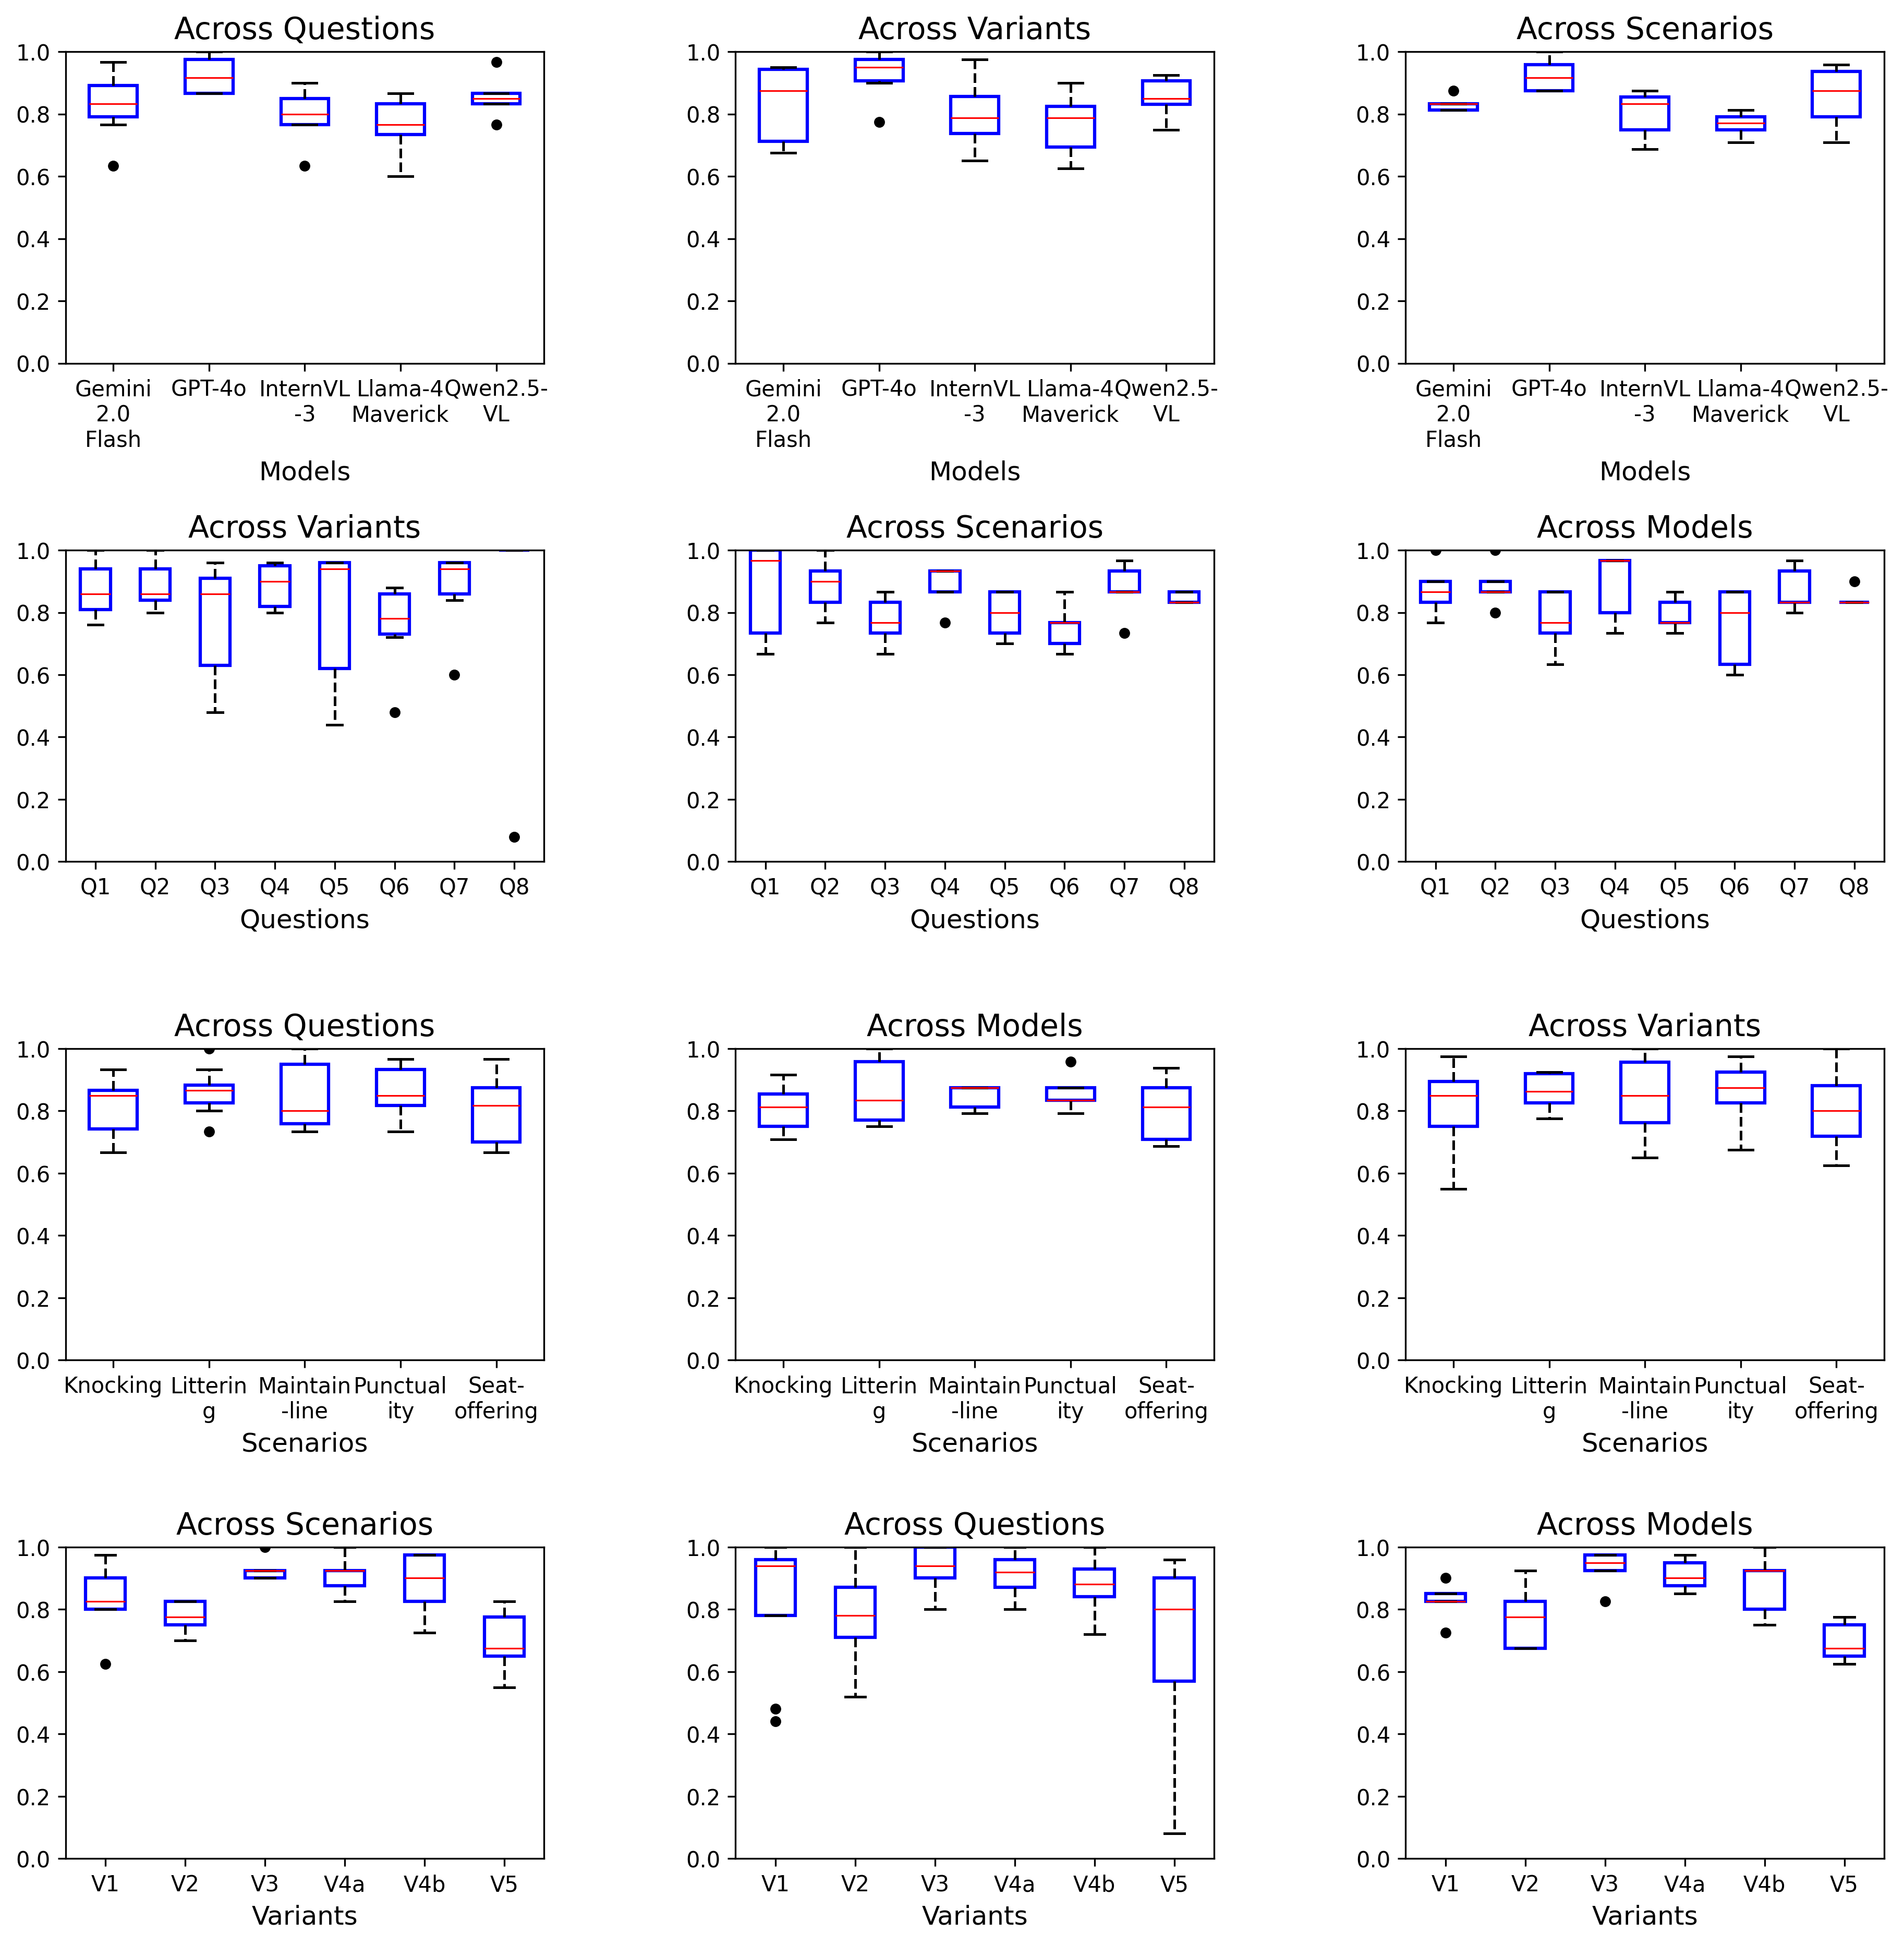 Across Questions
1.0
0.8
0.6
0.4
0.2
0.0
Gemini GPT-4o InternVL Llama-4 Qwen2.5-
2.0 -3 Maverick VL
Flash
Models
Across Variants
1.0
0.8
0.6
0.4
0.2
0.0
Gemini GPT-4o InternVL Llama-4 Qwen2.5-
2.0 -3 Maverick VL
Flash
Models
Across Scenarios
1.0
0.8
0.6
0.4
0.2
0.0
Gemini GPT-4o InternVL Llama-4 Qwen2.5-
2.0 -3 Maverick VL
Flash
Models
Across Variants
1.0
0.8
0.6
0.4
0.2
0.0
Q1 Q2 Q3 Q4 Q5 Q6 Q7 Q8
Questions
Across Scenarios
1.0
0.8
0.6
0.4
0.2
0.0
Q1 Q2 Q3 Q4 Q5 Q6 Q7 Q8
Questions
Across Models
1.0
0.8
0.6
0.4
0.2
0.0
Q1 Q2 Q3 Q4 Q5 Q6 Q7 Q8
Questions
Across Questions
1.0
0.8
0.6
0.4
0.2
0.0
Knocking Litterin Maintain Punctual Seat-
g -line ity offering
Scenarios
Across Models
1.0
0.8
0.6
0.4
0.2
0.0
Knocking Litterin Maintain Punctual Seat-
g -line ity offering
Scenarios
Across Variants
1.0
0.8
0.6
0.4
0.2
0.0
Knocking Litterin Maintain Punctual Seat-
g -line ity offering
Scenarios
Across Scenarios
1.0
0.8
0.6
0.4
0.2
0.0
V1 V2 V3 V4a V4b V5
Variants
Across Questions
1.0
0.8
0.6
0.4
0.2
0.0
V1 V2 V3 V4a V4b V5
Variants
Across Models
1.0
0.8
0.6
0.4
0.2
0.0
V1 V2 V3 V4a V4b V5
Variants